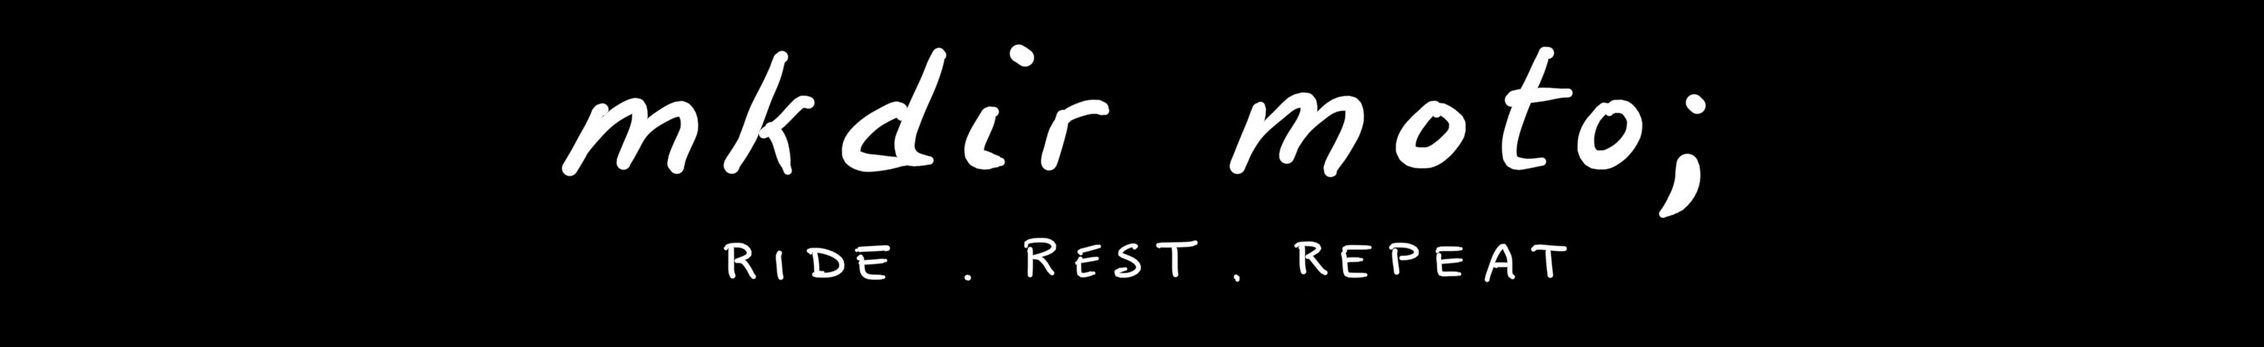 mkdir moto;
RIDE . REST . REPEAT